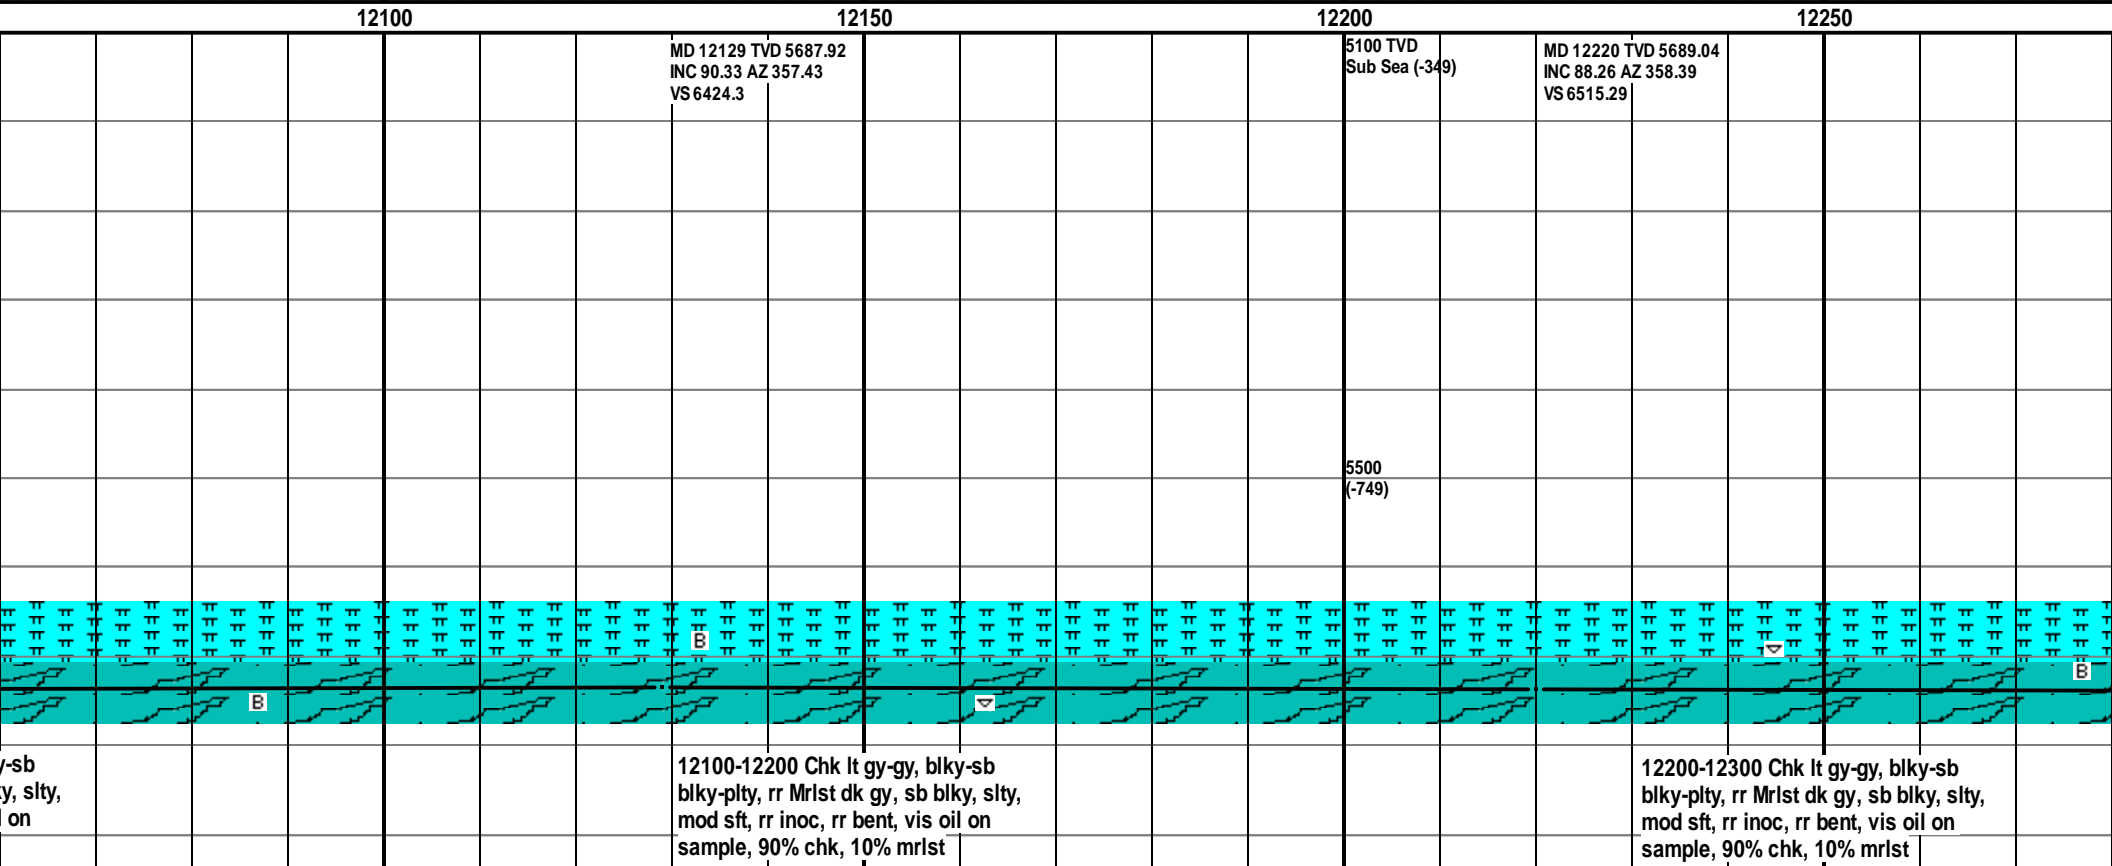 12100
12150
12200
12250
MD 12129 TVD 5687.92
INC 90.33 AZ 357.43
VS 6424.3
5100 TVD
Sub Sea (-349)
MD 12220 TVD 5689.04
INC 88.26 AZ 358.39
VS 6515.29
5500
(-749)
B
B
B
y-sb
y, slty,
on
12100-12200 Chk lt gy-gy, blky-sb
blky-plty, rr Mrlst dk gy, sb blky, slty,
mod sft, rr inoc, rr bent, vis oil on
sample, 90% chk, 10% mrlst
12200-12300 Chk lt gy-gy, blky-sb
blky-plty, rr Mrlst dk gy, sb blky, slty,
mod sft, rr inoc, rr bent, vis oil on
sample, 90% chk, 10% mrlst